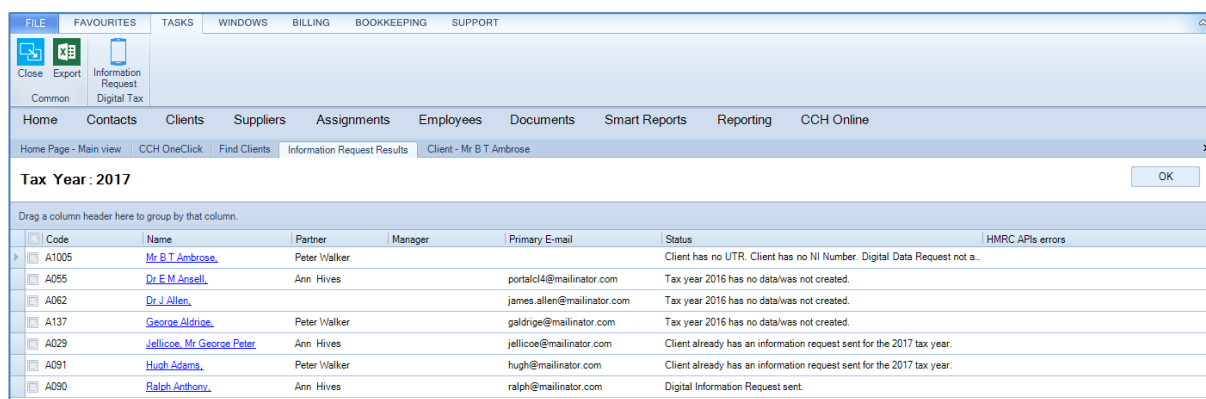 FILE FAVOURITES TASKS WINDOWS BILLING BOOKKEEPING SUPPORT
Close Export Information Request
Common Digital Tax
Home Contacts Clients Suppliers Assignments Employees Documents Smart Reports Reporting CCH Online
Home Page - Main view CCH OneClick Find Clients Information Request Results Client - Mr B T Ambrose
Tax Year: 2017 OK
Drag a column header here to group by that column.
Code Name Partner Manager Primary E-mail Status HMRC APIs errors
A1005 Mr B T Ambrose, Peter Walker Client has no UTR. Client has no NI Number. Digital Data Request not a..
A055 Dr E M Ansell, Ann Hives portalcl4@mailinator.com Tax year 2016 has no data/was not created.
A062 Dr J Allen, james.allen@mailinator.com Tax year 2016 has no data/was not created.
A137 George Aldrige, Peter Walker galdrige@mailinator.com Tax year 2016 has no data/was not created.
A029 Jellicoe, Mr George Peter Ann Hives jellicoe@mailinator.com Client already has an information request sent for the 2017 tax year.
A091 Hugh Adams, Peter Walker hugh@mailinator.com Client already has an information request sent for the 2017 tax year.
A090 Ralph Anthony, Ann Hives ralph@mailinator.com Digital Information Request sent.